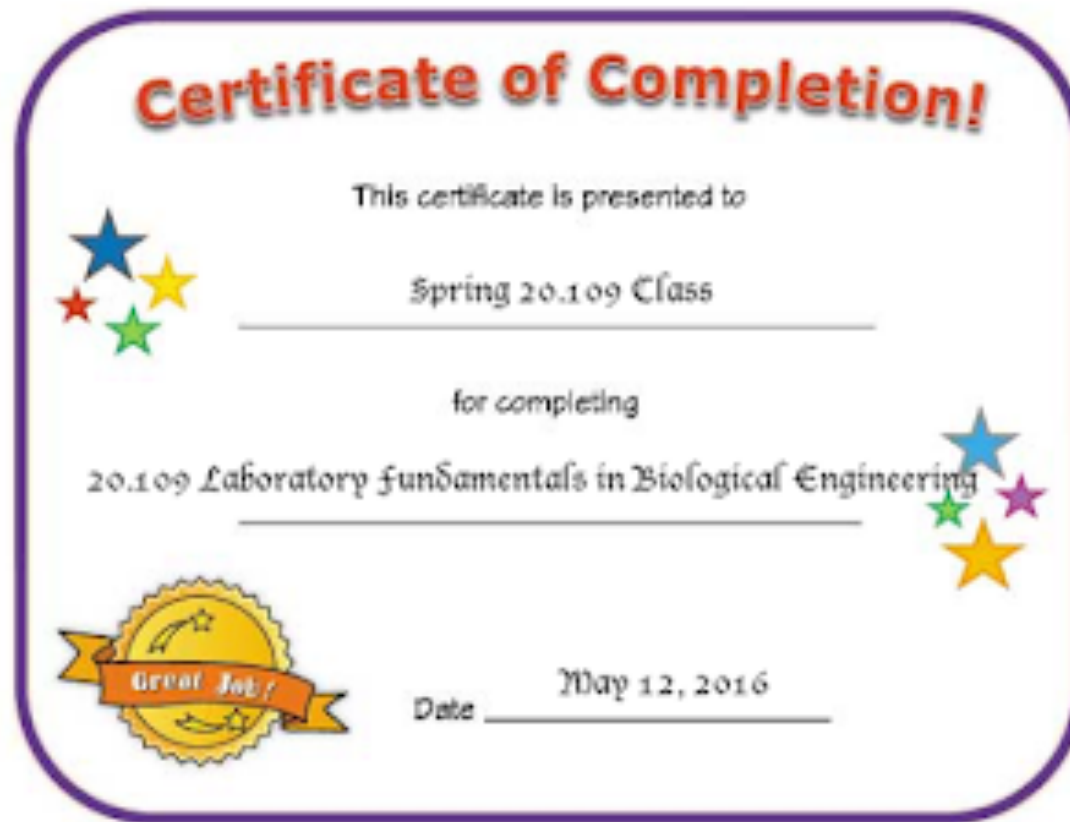 Certificate of Completion!
This certificate is presented to
Spring 20.109 Class
for completing
20.109 Laboratory Fundamentals in Biological Engineering
Great Job!
Date May 12, 2016